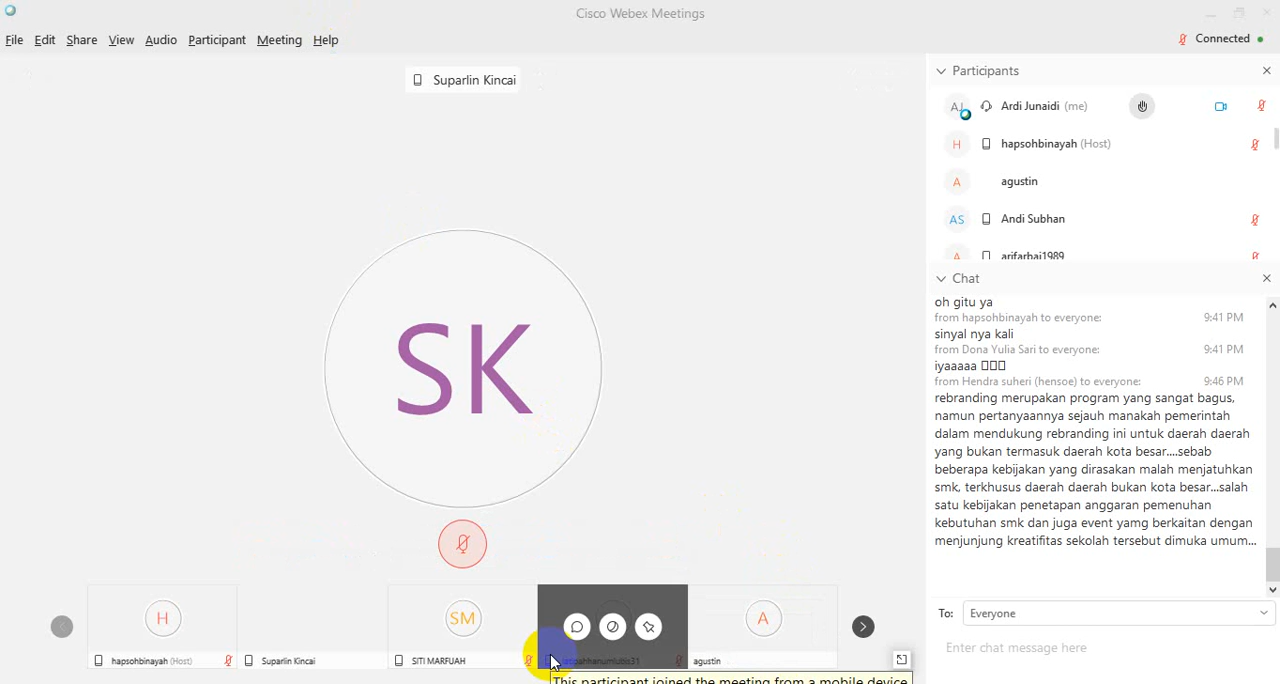 Cisco Webex Meetings
File Edit Share View Audio Participant Meeting Help
Connected
Suparlin Kincai
Participants
AJ Ardi Junaidi (me)
H hapsohbinayah (Host)
A agustin
AS Andi Subhan
A arifarbai1989
SK
Chat
oh gitu ya
from hapsohbinayah to everyone: 9:41 PM
sinyal nya kali
from Dona Yulia Sari to everyone: 9:41 PM
iyaaaaa
from Hendra suheri (hensoe) to everyone: 9:46 PM
rebranding merupakan program yang sangat bagus,
namun pertanyaannya sejauh manakah pemerintah
dalam mendukung rebranding ini untuk daerah daerah
yang bukan termasuk daerah kota besar....sebab
beberapa kebijakan yang dirasakan malah menjatuhkan
smk, terkhusus daerah daerah bukan kota besar...salah
satu kebijakan penetapan anggaran pemenuhan
kebutuhan smk dan juga event yamg berkaitan dengan
menjunjung kreatifitas sekolah tersebut dimuka umum...
To: Everyone
Enter chat message here
H
hapsohbinayah (Host)
Suparlin Kincai
SM
SITI MARFUAH
A
agustin
This participant joined the meeting from a mobile device